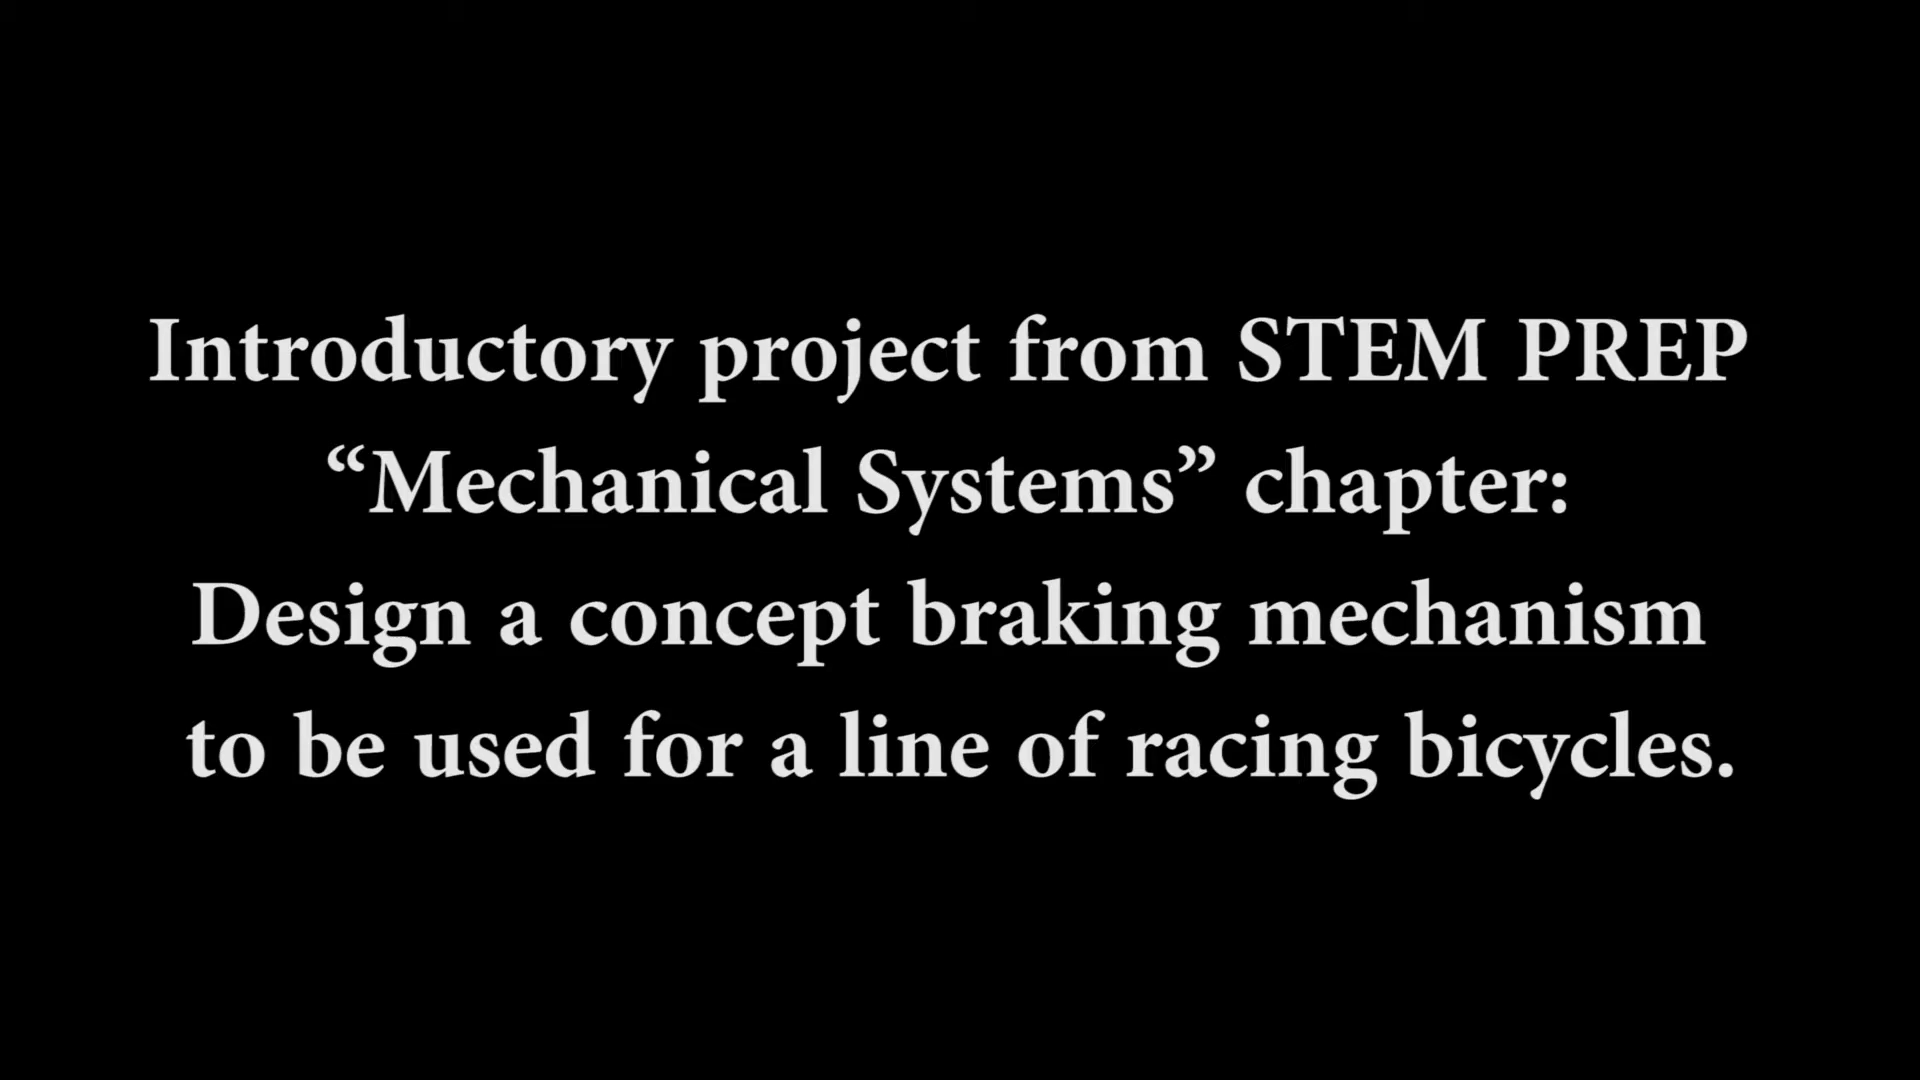 Introductory project from STEM PREP
“Mechanical Systems” chapter:
Design a concept braking mechanism
to be used for a line of racing bicycles.